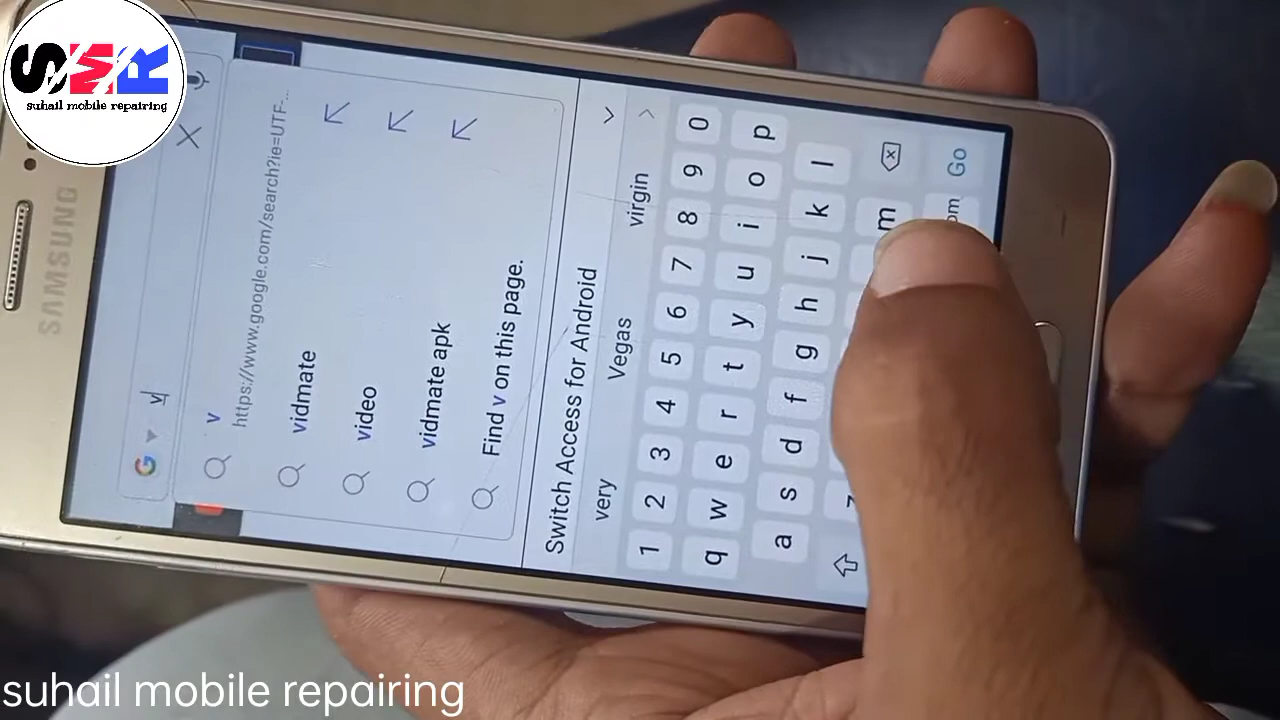 SMR
suhail mobile repairing
SAMSUNG
v
v
https://www.google.com/search?ie=UTF-...
vidmate
video
vidmate apk
Find v on this page.
Switch Access for Android
very Vegas virgin
1 2 3 4 5 6 7 8 9 0
q w e r t y u i o p
a s d f g h j k l
z m
om Go
suhail mobile repairing